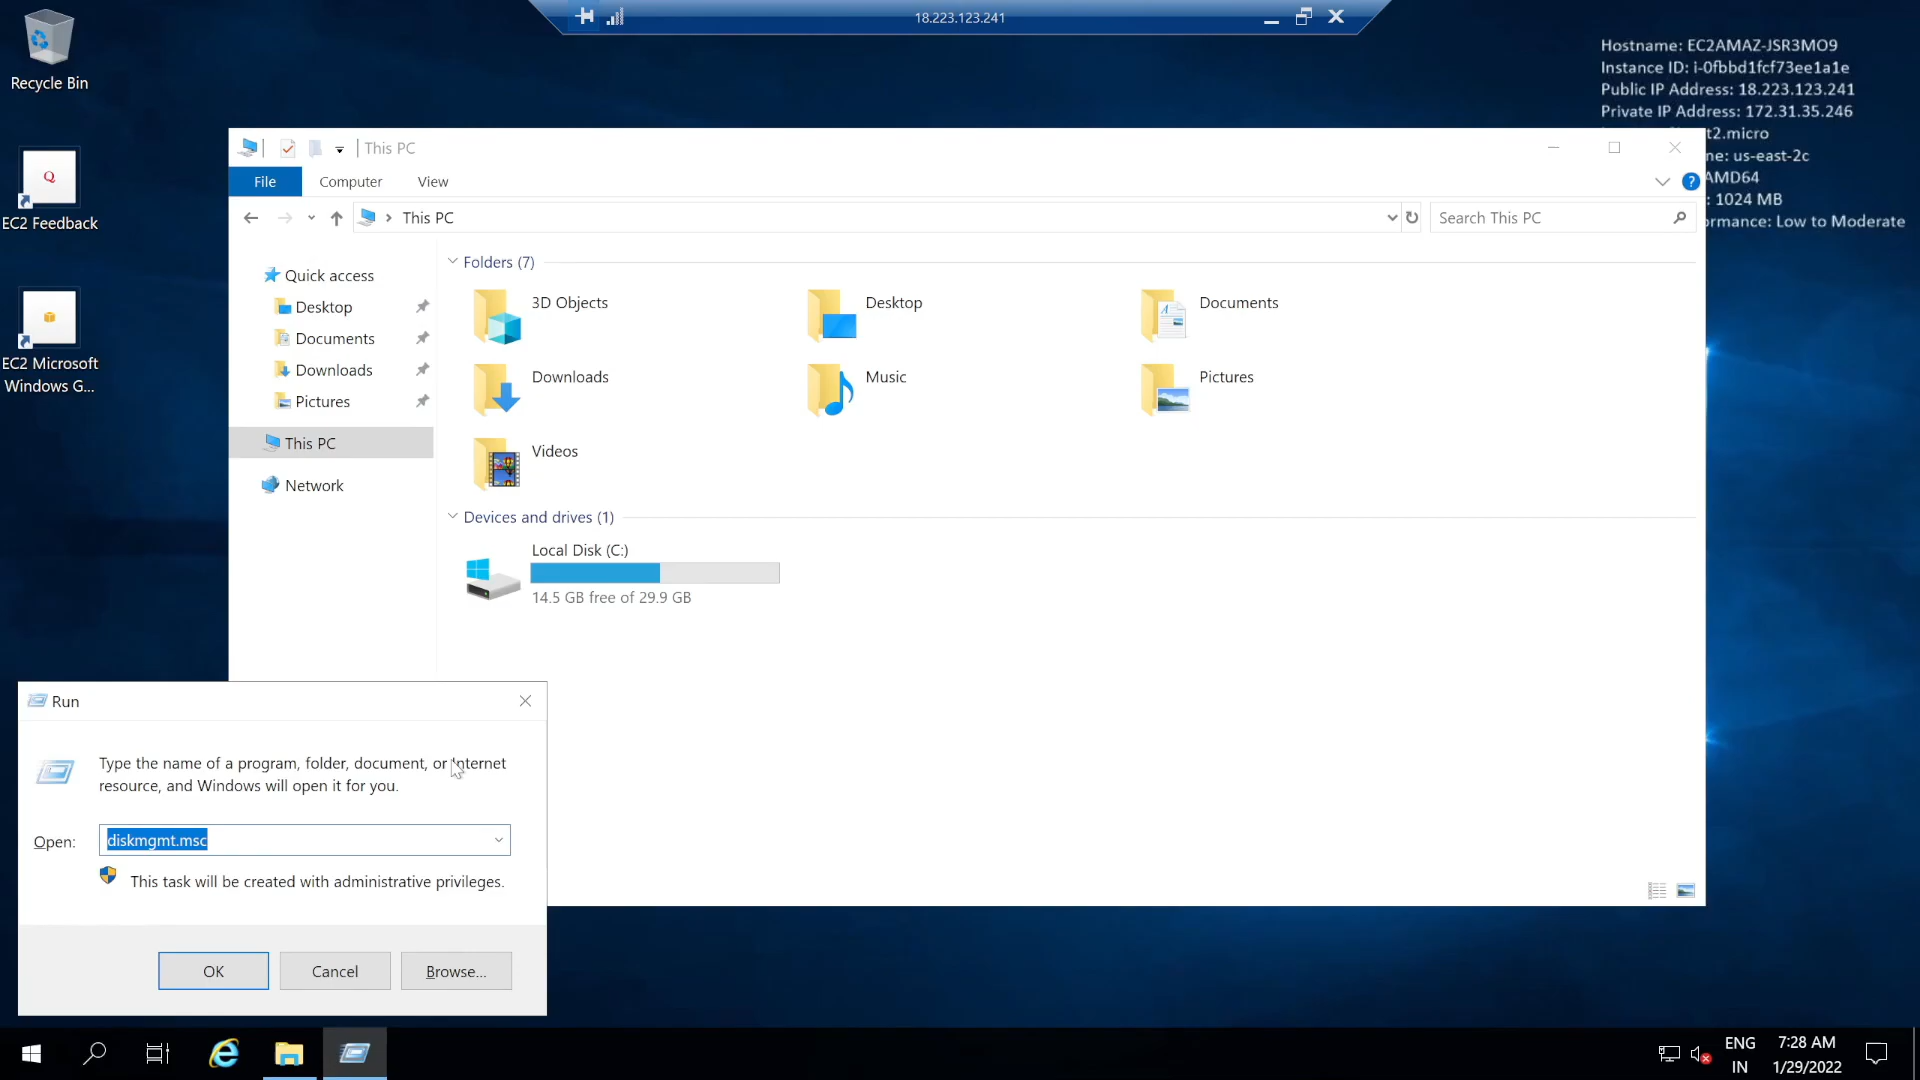 18.223.123.241
Recycle Bin
EC2 Feedback
EC2 Microsoft
Windows G...
Hostname: EC2AMAZ-JSR3MO9
Instance ID: i-0fbbd1fcf73ee1a1e
Public IP Address: 18.223.123.241
Private IP Address: 172.31.35.246
t2.micro
ne: us-east-2c
AMD64
: 1024 MB
ormance: Low to Moderate
This PC
File
Computer
View
This PC
Search This PC
Quick access
Desktop
Documents
Downloads
Pictures
This PC
Network
Folders (7)
3D Objects
Desktop
Documents
Downloads
Music
Pictures
Videos
Devices and drives (1)
Local Disk (C:)
14.5 GB free of 29.9 GB
Run
Type the name of a program, folder, document, or Internet
resource, and Windows will open it for you.
Open:
diskmgmt.msc
This task will be created with administrative privileges.
OK
Cancel
Browse...
ENG
IN
7:28 AM
1/29/2022